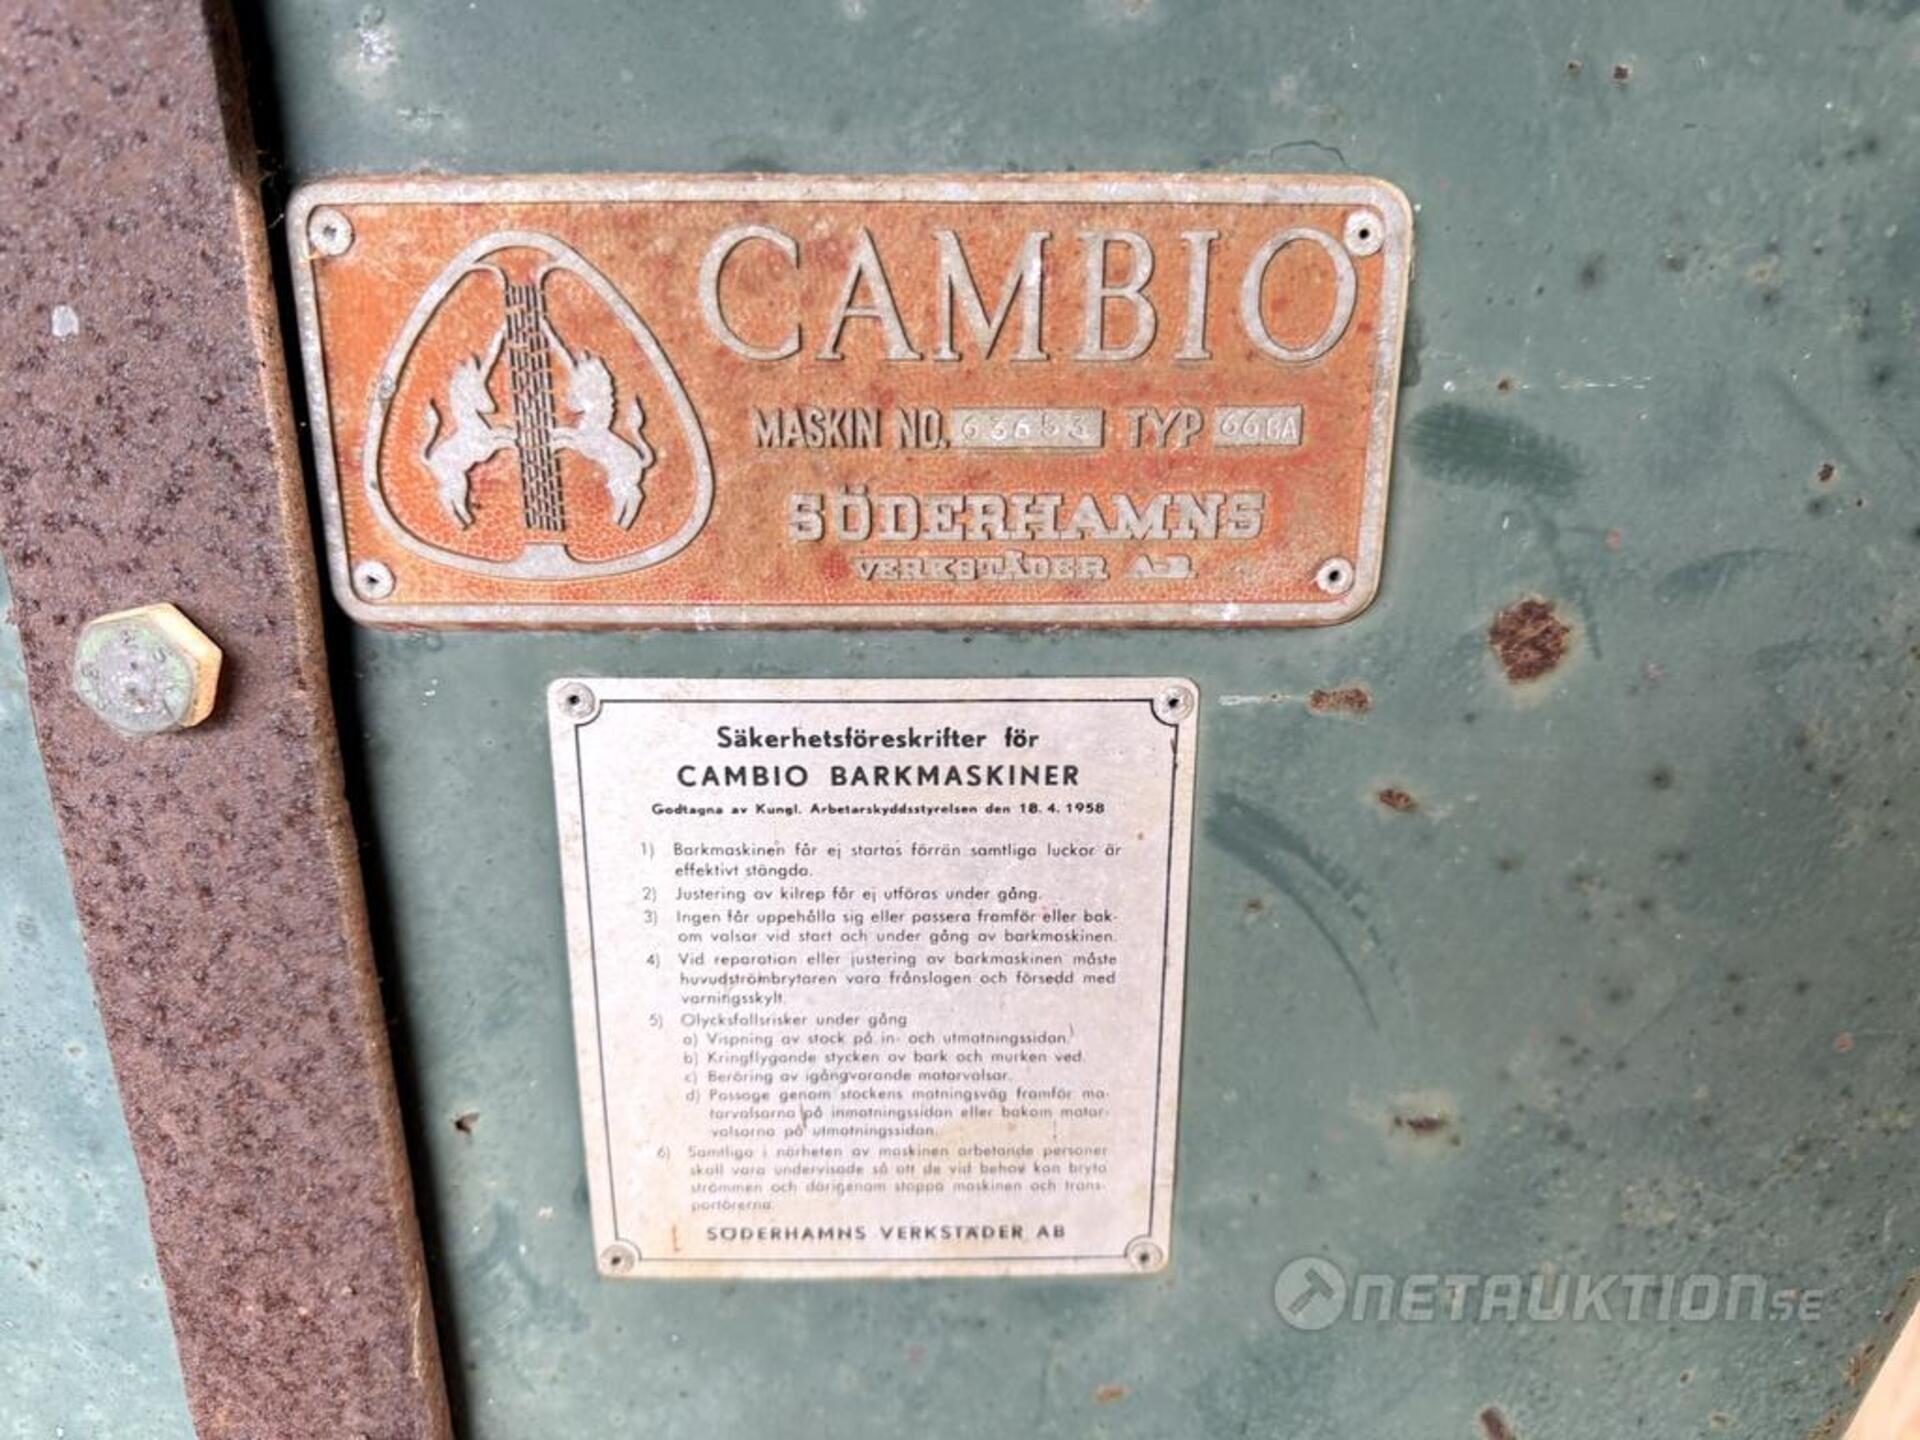 CAMBIO
MASKIN NO. 63653 TYP
SÖDERHAMNS
VERKSTÄDER A.B.
Säkerhetsföreskrifter för
CAMBIO BARKMASKINER
Godtagna av Kungl. Arbetarskyddsstyrelsen den 18. 4. 1958
1) Barkmaskinen får ej startas förrän samtliga luckor är
effektivt stängda.
2) Justering av kilrep får ej utföras under gång.
3) Ingen får uppehålla sig eller passera framför eller bak-
om valsar vid start och under gång av barkmaskinen.
4) Vid reparation eller justering av barkmaskinen måste
huvudströmbrytaren vara frånslagen och försedd med
varningsskylt.
5) Olycksfallsrisker under gång
a) Vispning av stock på in- och utmatningssidan.
b) Kringflygande stycken av bark och murken ved.
c) Beröring av igångvarande matarvalsar.
d) Passage genom stockens matningsväg framför ma-
tarvalsarna på inmatningssidan eller bakom matar-
valsarna på utmatningssidan.
6) Samtliga i närheten av maskinen arbetande personer
skall vara undervisade så att de vid behov kan bryta
strömmen och därigenom stoppa maskinen och trans-
portörerna.
SÖDERHAMNS VERKSTÄDER AB
NETAUKTION.SE